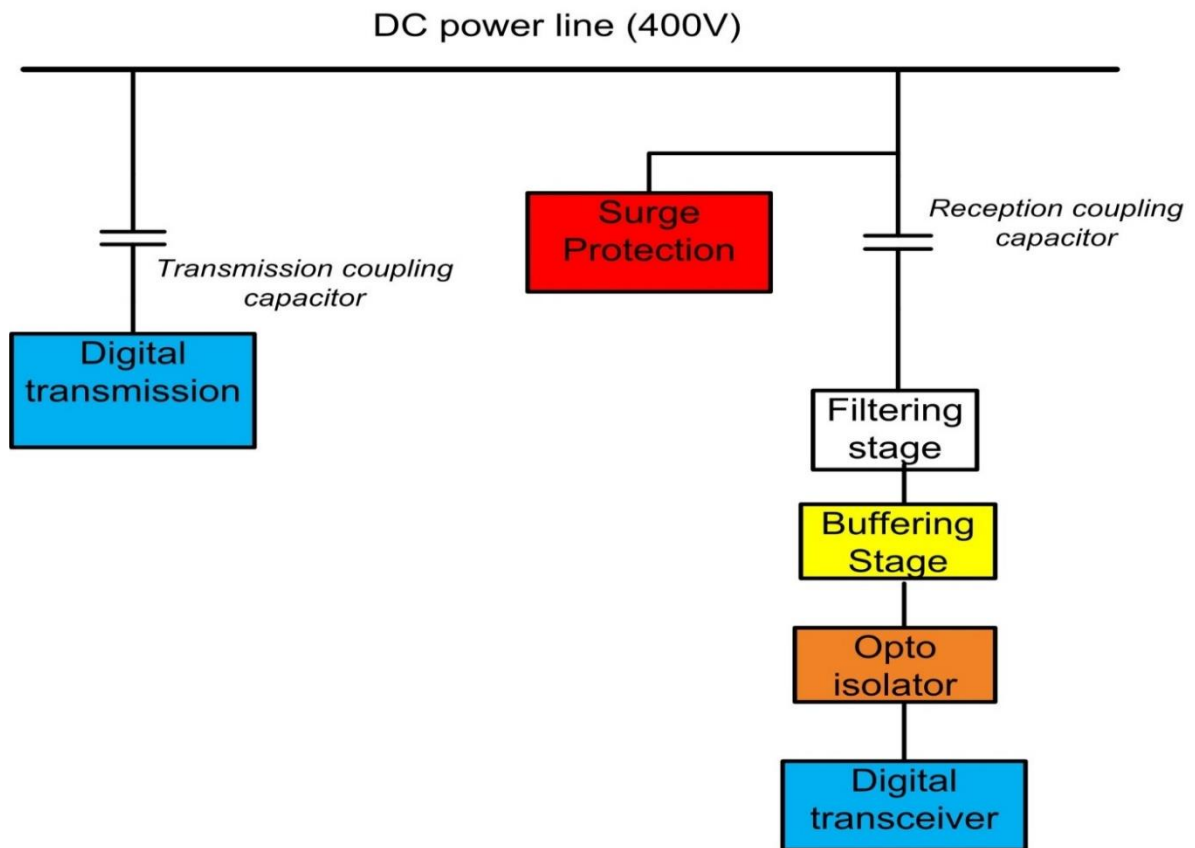 DC power line (400V)
Surge
Protection
Reception coupling
capacitor
Transmission coupling
capacitor
Digital
transmission
Filtering
stage
Buffering
Stage
Opto
isolator
Digital
transceiver